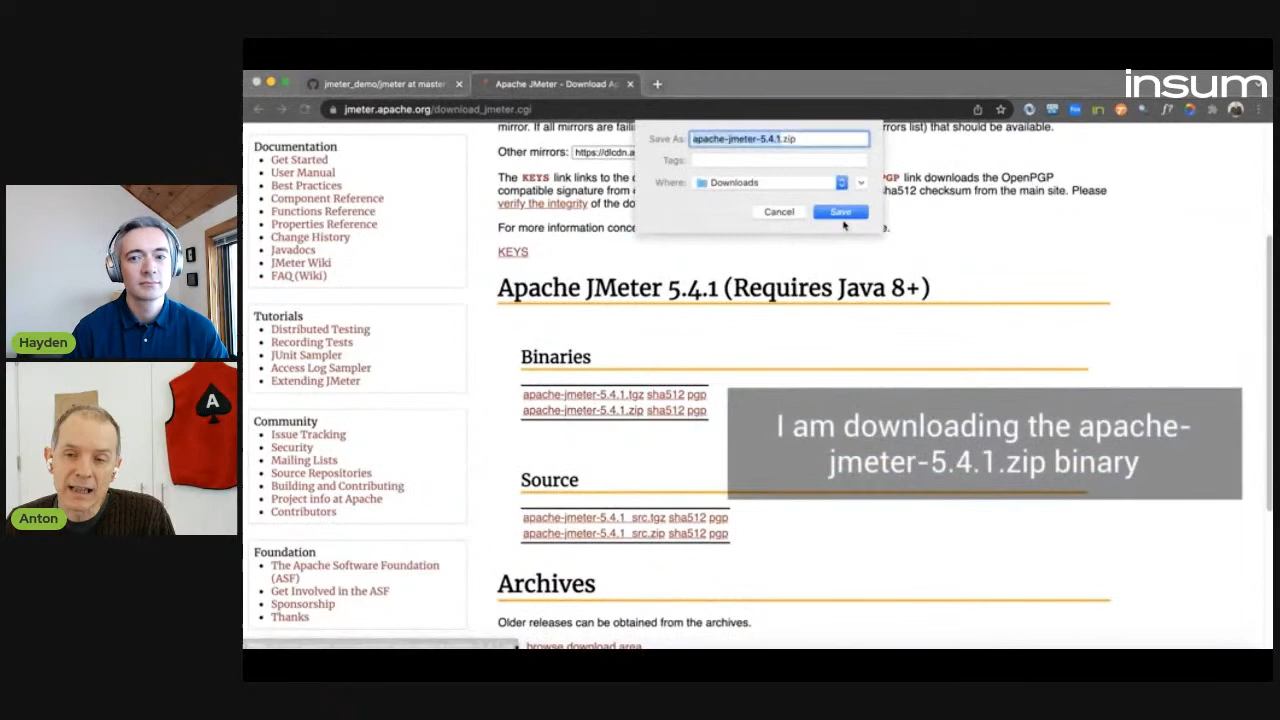 insum
jmeter_demo/jmeter at master
Apache JMeter - Download Ap
jmeter.apache.org/download_jmeter.cgi
Save As: apache-jmeter-5.4.1.zip
Tags:
Where: Downloads
Cancel Save
Documentation
Get Started
User Manual
Best Practices
Component Reference
Functions Reference
Properties Reference
Change History
Javadocs
JMeter Wiki
FAQ (Wiki)
Tutorials
Distributed Testing
Recording Tests
JUnit Sampler
Access Log Sampler
Extending JMeter
Community
Issue Tracking
Security
Mailing Lists
Source Repositories
Building and Contributing
Project info at Apache
Contributors
Foundation
The Apache Software Foundation
(ASF)
Get Involved in the ASF
Sponsorship
Thanks
mirror. If all mirrors are failin rrors list) that should be available.
Other mirrors: https://dlcdn.a
The KEYS link links to the c GP link downloads the OpenPGP
compatible signature from ha512 checksum from the main site. Please
verify the integrity of the do
For more information conce e.
KEYS
Apache JMeter 5.4.1 (Requires Java 8+)
Binaries
apache-jmeter-5.4.1.tgz sha512 pgp
apache-jmeter-5.4.1.zip sha512 pgp
I am downloading the apache-
jmeter-5.4.1.zip binary
Source
apache-jmeter-5.4.1_src.tgz sha512 pgp
apache-jmeter-5.4.1_src.zip sha512 pgp
Archives
Older releases can be obtained from the archives.
browse download area
Hayden
A
Anton